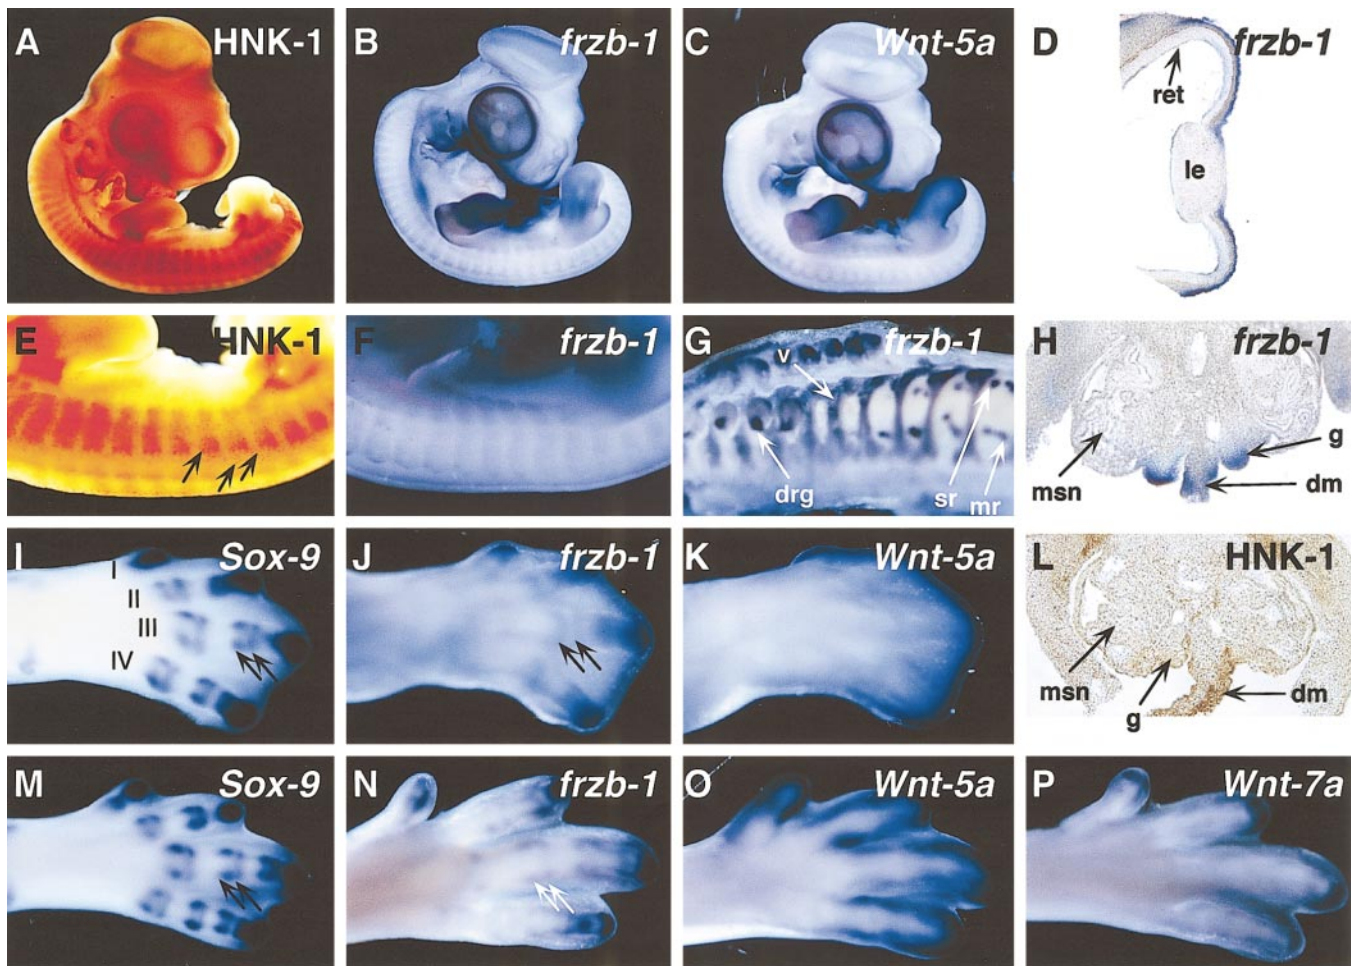 A HNK-1
B frzb-1
C Wnt-5a
D frzb-1
ret
le
E HNK-1
F frzb-1
G frzb-1
v
drg
sr
mr
H frzb-1
g
msn
dm
I Sox-9
I
II
III
IV
J frzb-1
K Wnt-5a
L HNK-1
msn
g
dm
M Sox-9
N frzb-1
O Wnt-5a
P Wnt-7a